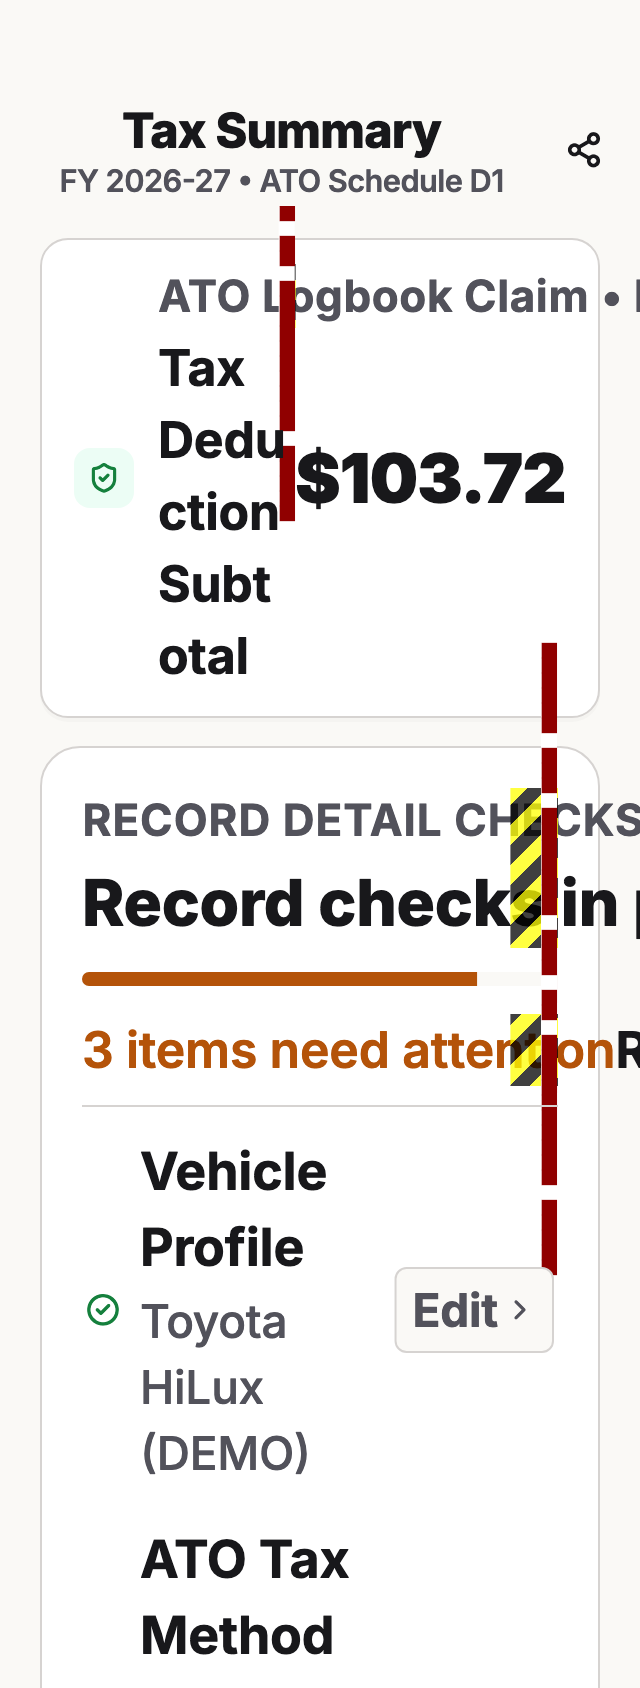 Tax Summary
FY 2026-27 • ATO Schedule D1
ATO Logbook Claim •
Tax
Dedu
ction
Subt
otal
$103.72
RECORD DETAIL CHECKS
Record checks in
3 items need attention
Vehicle
Profile
Toyota
HiLux
(DEMO)
Edit
ATO Tax
Method